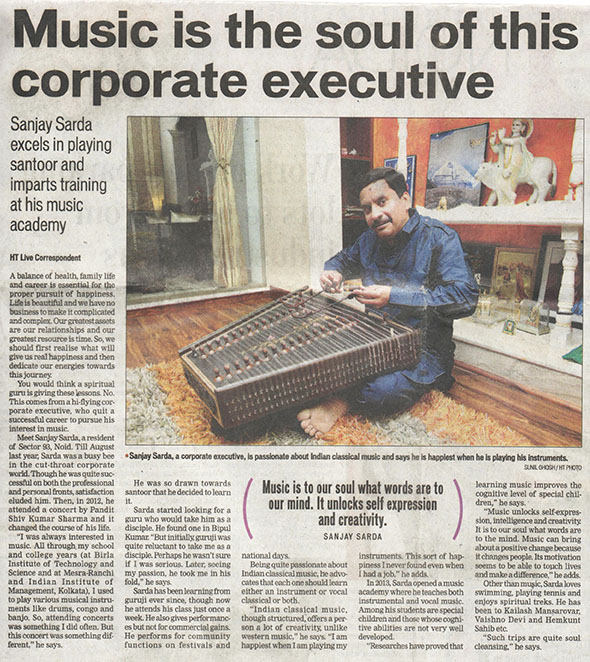 Music is the soul of this
corporate executive
Sanjay Sarda
excels in playing
santoor and
imparts training
at his music
academy
HT Live Correspondent
A balance of health, family life
and career is essential for the
proper pursuit of happiness.
Life is beautiful and we have no
business to make it complicated
and complex. Our greatest assets
are our relationships and our
greatest resource is time. So, we
should first realise what will
give us real happiness and then
dedicate our energies towards
this journey.
You would think a spiritual
guru is giving these lessons. No.
This comes from a hi-flying cor-
porate executive, who quit a
successful career to pursue his
interest in music.
Meet Sanjay Sarda, a resident
of Sector 93, Noid. Till August
last year, Sarda was a busy bee
in the cut-throat corporate
world. Though he was quite suc-
cessful on both the professional
and personal fronts, satisfaction
eluded him. Then, in 2012, he
attended a concert by Pandit
Shiv Kumar Sharma and it
changed the course of his life.
"I was always interested in
music. All through my school
and college years (at Birla
Institute of Technology and
Science and at Mesra-Ranchi
and Indian Institute of
Management, Kolkata), I used
to play various musical instru-
ments like drums, congo and
banjo. So, attending concerts
was something I did often. But
this concert was something dif-
ferent," he says.
Sanjay Sarda, a corporate executive, is passionate about Indian classical music and says he is happiest when he is playing his instruments.
SUNIL GHOSH / HT PHOTO
He was so drawn towards
santoor that he decided to learn
it.
Sarda started looking for a
guru who would take him as a
disciple. He found one in Bipul
Kumar. "But initially, guruji was
quite reluctant to take me as a
disciple. Perhaps he wasn't sure
if I was serious. Later, seeing
my passion, he took me in his
fold," he says.
Sarda has been learning from
guruji ever since, though now
he attends his class just once a
week. He also gives performanc-
es but not for commercial gains.
He performs for community
functions on festivals and
Music is to our soul what words are to
our mind. It unlocks self expression
and creativity.
SANJAY SARDA
national days.
Being quite passionate about
Indian classical music, he advo-
cates that each one should learn
either an instrument or vocal
classical or both.
"Indian classical music,
though structured, offers a per-
son a lot of creativity, unlike
western music," he says. "I am
happiest when I am playing my
instruments. This sort of hap-
piness I never found even when
I had a job," he adds.
In 2013, Sarda opened a music
academy where he teaches both
instrumental and vocal music.
Among his students are special
children and those whose cogni-
tive abilities are not very well
developed.
"Researches have proved that
learning music improves the
cognitive level of special chil-
dren," he says.
"Music unlocks self-expres-
sion, intelligence and creativity.
It is to our soul what words are
to the mind. Music can bring
about a positive change because
it changes people. Its motivation
seems to be able to touch lives
and make a difference," he adds.
Other than music, Sarda loves
swimming, playing tennis and
enjoys spiritual treks. He has
been to Kailash Mansarovar,
Vaishno Devi and Hemkunt
Sahib etc.
"Such trips are quite soul
cleansing," he says.